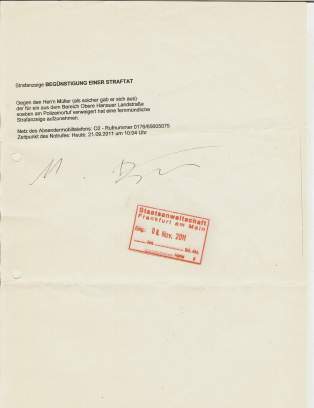 Strafanzeige BEGÜNSTIGUNG EINER STRAFTAT
Gegen den Herrn Müller (als solcher gab er sich aus)
der für ein aus dem Bereich Obere Hanauer Landstraße
soeben am Polizeinotruf verweigert hat eine fernmündliche
Strafanzeige aufzunehmen.
Netz des Absendermobiltelefons: O2 - Rufnummer 0179/65605075
Zeitpunkt des Notrufes: Heute, 21.09.2011 um 10:04 Uhr
M.
Staatsanwaltschaft
Frankfurt am Main
Eing. 04. Nov. 2011